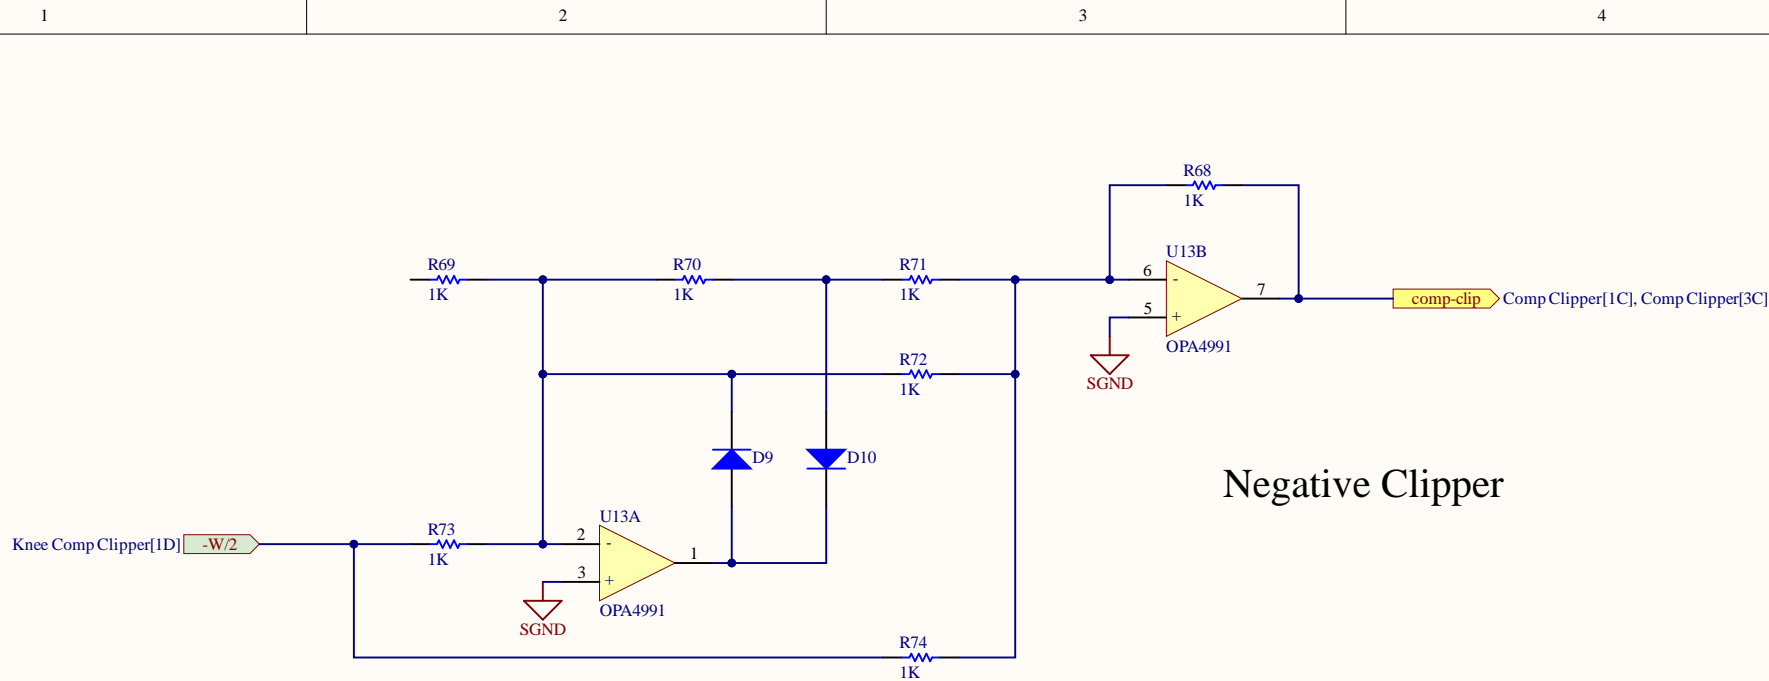 1 2 3 4
R68
1K
U13B
R69 R70 R71
1K 1K 1K
6 -
7
5 +
comp-clip Comp Clipper[1C], Comp Clipper[3C]
OPA4991
R72
1K
SGND
D9 D10
Negative Clipper
U13A
R73
1K
2 -
1
3 +
Knee Comp Clipper[1D] -W/2
OPA4991
SGND
R74
1K